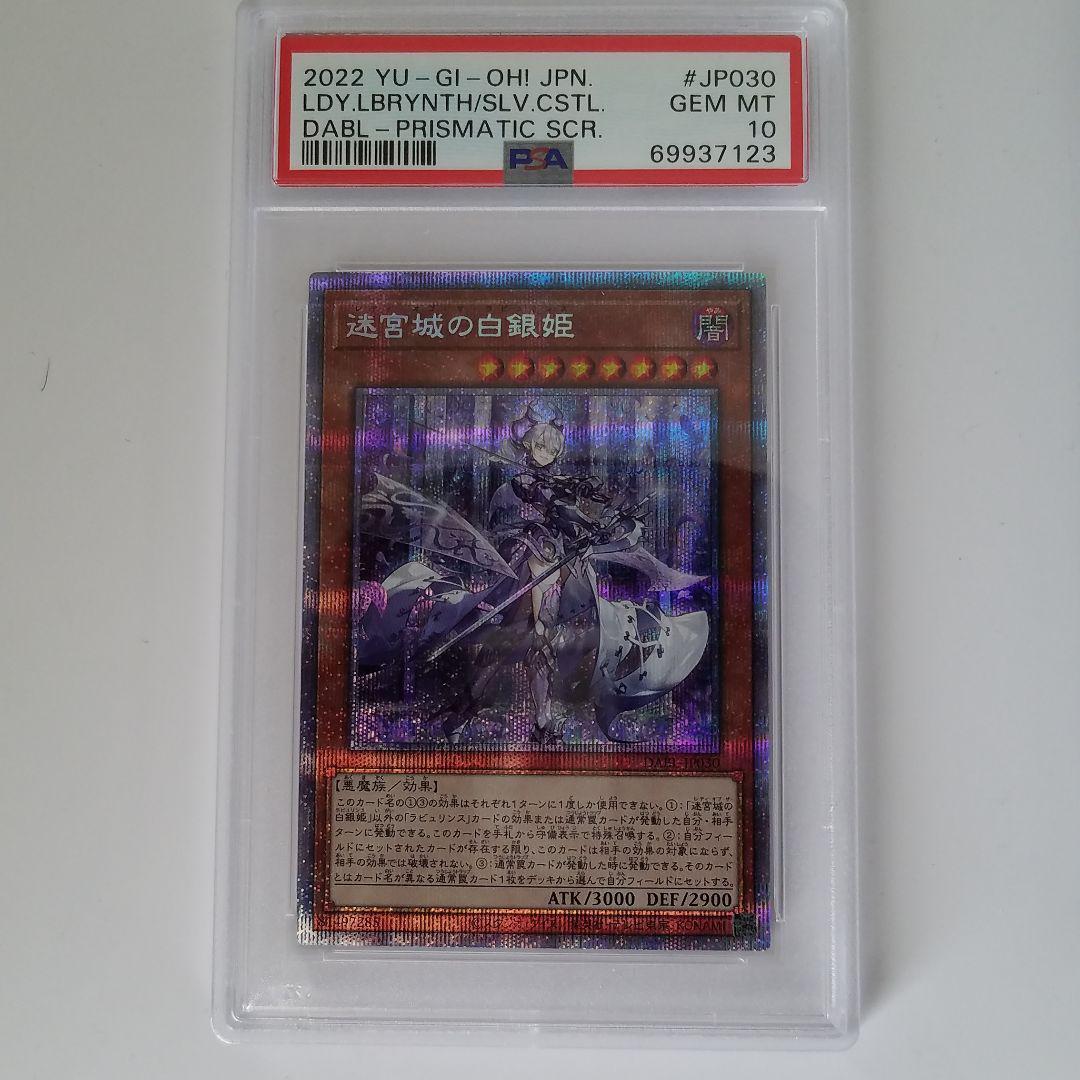 2022 YU-GI-OH! JPN. #JP030
LDY.LBRYNTH/SLV.CSTL. GEM MT
DABL-PRISMATIC SCR. 10
PSA 69937123
迷宮城の白銀姫 闇
DABL-JP030
【悪魔族／効果】
このカード名の①③の効果はそれぞれ1ターンに1度しか使用できない。①：「迷宮城の
白銀姫」以外の「ラビュリンス」カードの効果または通常罠カードが発動した自分・相手
ターンに発動できる。このカードを手札から守備表示で特殊召喚する。②：自分フィー
ルドにセットされたカードが存在する限り、このカードは相手の効果の対象にならず、
相手の効果では破壊されない。③：通常罠カードが発動した時に発動できる。そのカード
とはカード名が異なる通常罠カード1枚をデッキから選んで自分フィールドにセットする。
ATK/3000 DEF/2900
KONAMI